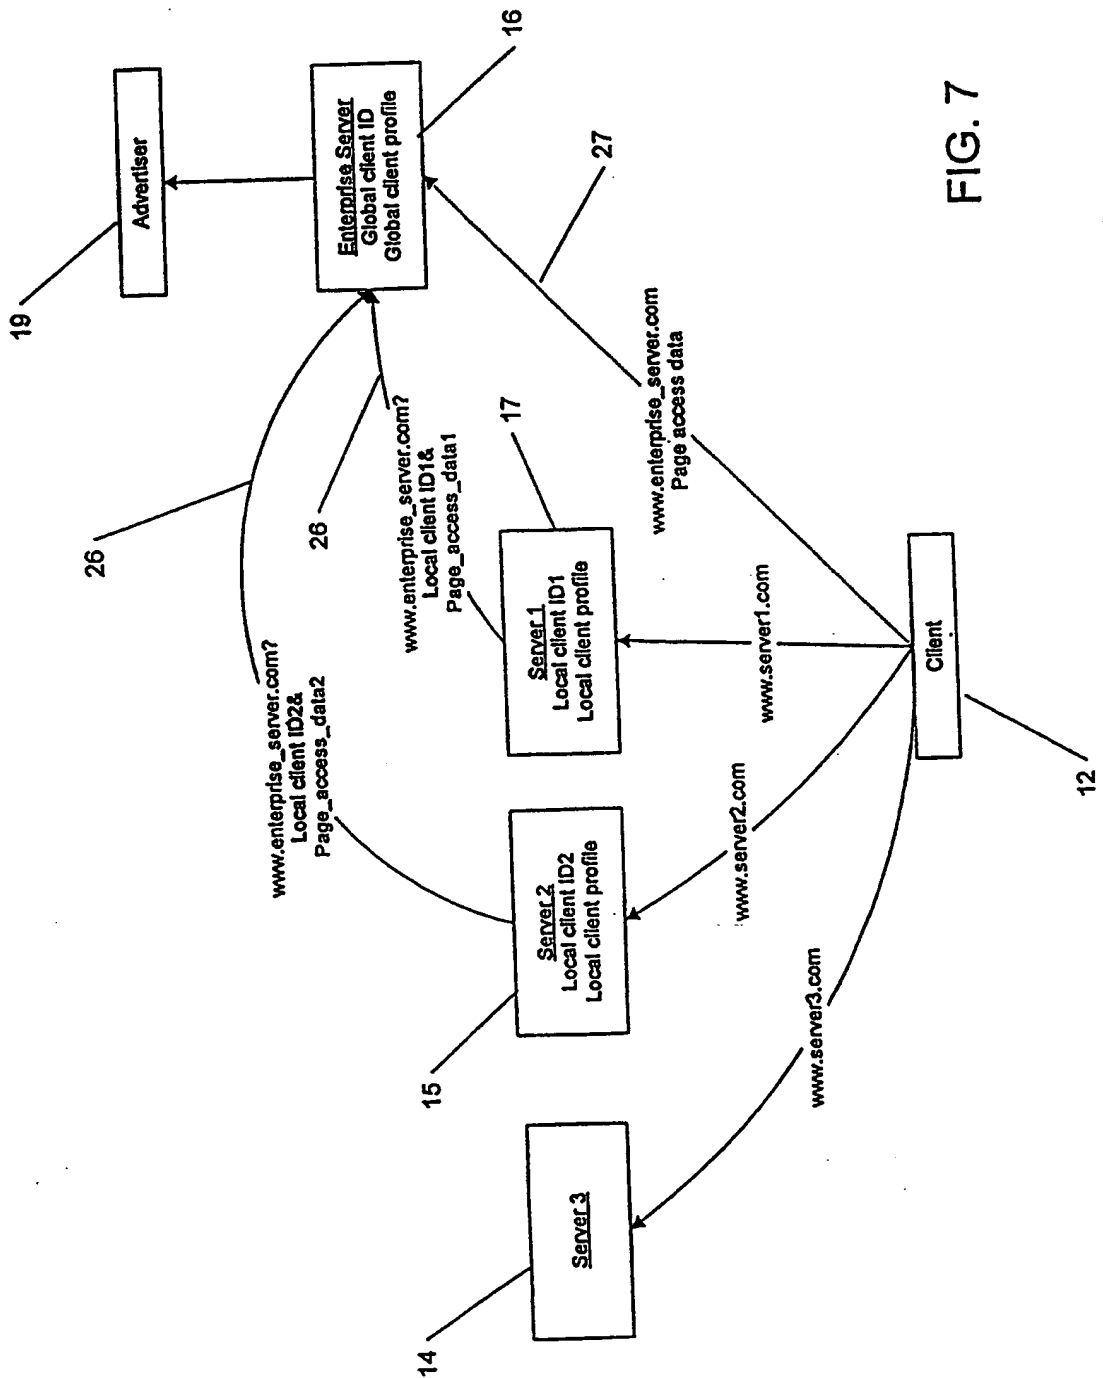 19
Advertiser
26
www.enterprise_server.com?
Local client ID2&
Page_access_data2
26
Enterprise Server
Global client ID
Global client profile
16
www.enterprise_server.com?
Local client ID1&
Page_access_data1
14
15
17
Server 3
Server 2
Local client ID2
Local client profile
Server 1
Local client ID1
Local client profile
27
www.enterprise_server.com
Page access data
www.server3.com
www.server2.com
www.server1.com
Client
12
FIG. 7